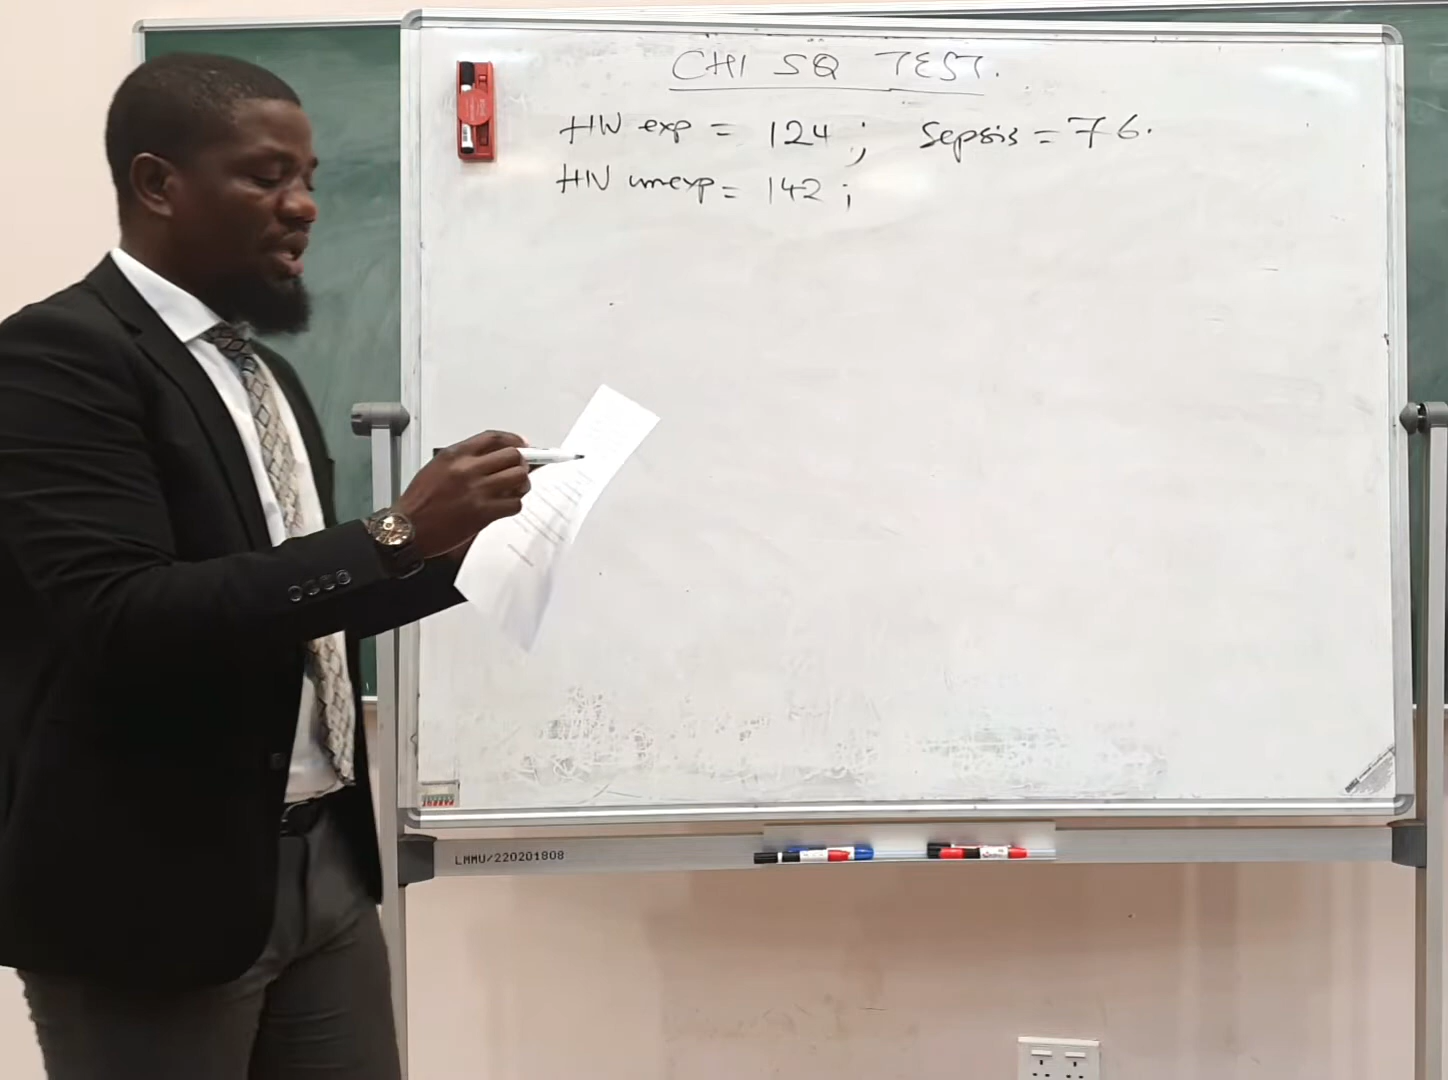 CHI SQ TEST.
HIV exp = 124 ; Sepsis = 76.
HIV unexp = 142 ;
LMMU/220201808